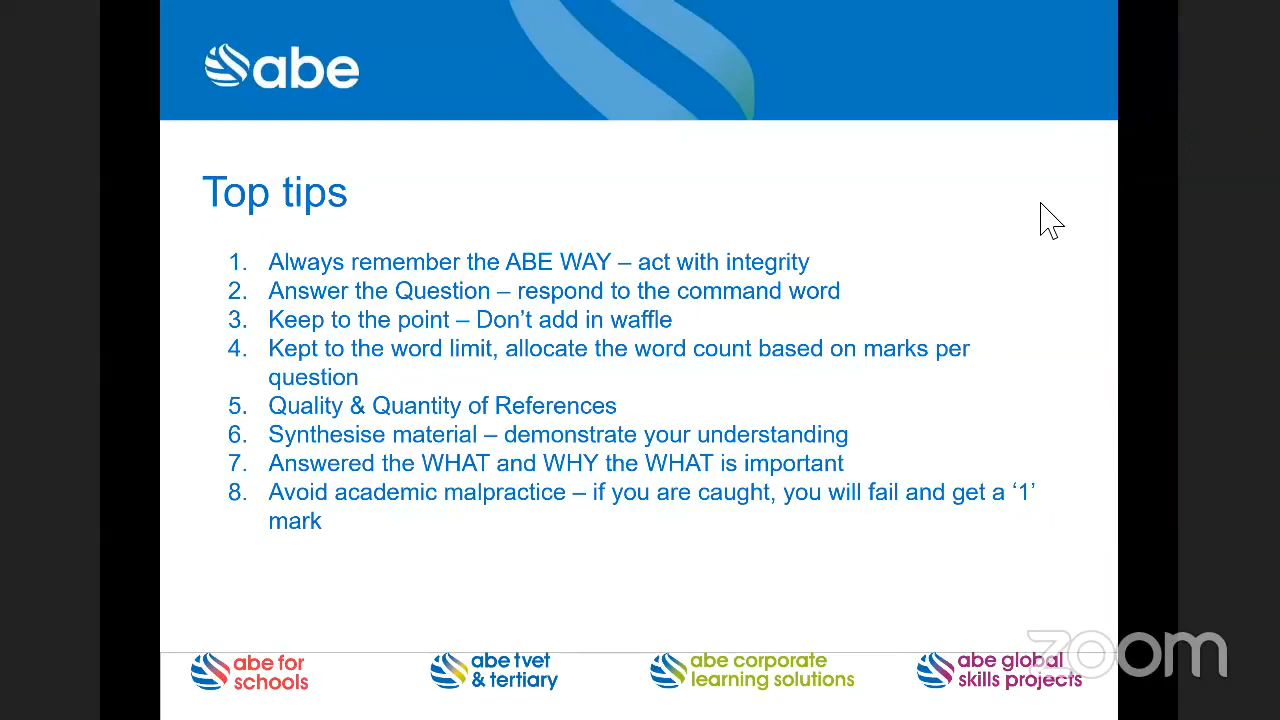 abe
Top tips
1. Always remember the ABE WAY – act with integrity
2. Answer the Question – respond to the command word
3. Keep to the point – Don’t add in waffle
4. Kept to the word limit, allocate the word count based on marks per
question
5. Quality & Quantity of References
6. Synthesise material – demonstrate your understanding
7. Answered the WHAT and WHY the WHAT is important
8. Avoid academic malpractice – if you are caught, you will fail and get a ‘1’
mark
abe for
schools
abe tvet
& tertiary
abe corporate
learning solutions
abe global
skills projects
zoom